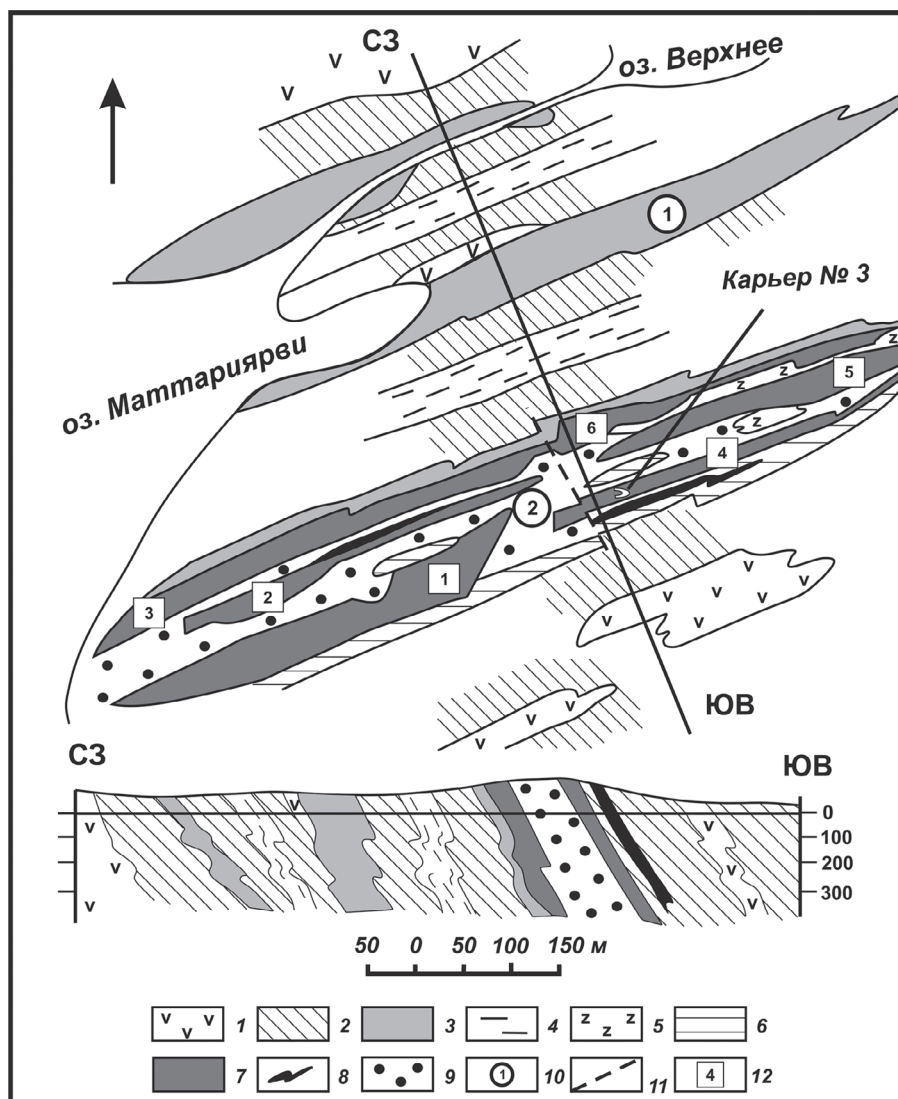 СЗ
оз. Верхнее
v v v v
1
v v
Карьер № 3
оз. Маттариярви
z
5
z z
6
z
4
2
1
v v v v v v v
3
2
v v v v
ЮВ
СЗ
ЮВ
v v v v v v
0
100
200
300
50 0 50 100 150 м
v v v 1
2
3
4
z z z 5
6
7
8
9
1 10
11
4 12